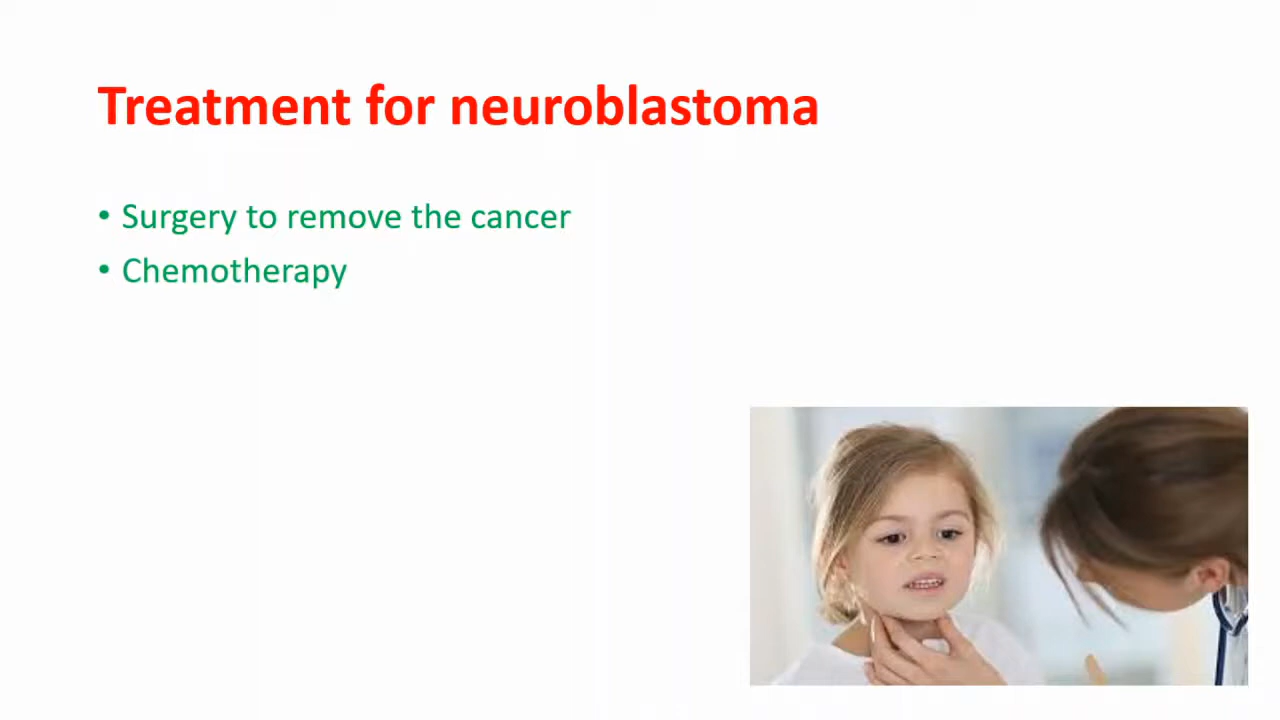 Treatment for neuroblastoma
• Surgery to remove the cancer
• Chemotherapy